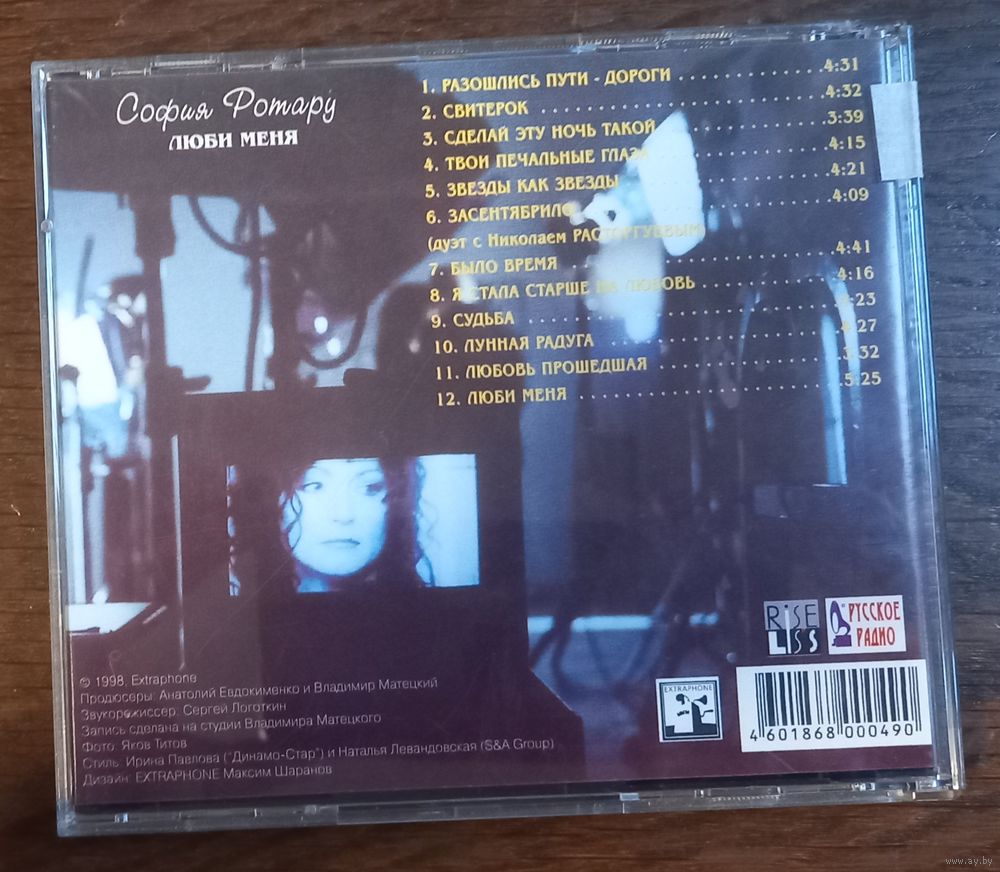 София Ротару
ЛЮБИ МЕНЯ
1. РАЗОШЛИСЬ ПУТИ - ДОРОГИ . . . . . . . . . . . . .4:31
2. СВИТЕРОК . . . . . . . . . . . . . . . . . . . . . . . . . . .4:32
3. СДЕЛАЙ ЭТУ НОЧЬ ТАКОЙ . . . . . . . . . . . . . .3:39
4. ТВОИ ПЕЧАЛЬНЫЕ ГЛАЗА . . . . . . . . . . . . . . .4:15
5. ЗВЕЗДЫ КАК ЗВЕЗДЫ . . . . . . . . . . . . . . . . . .4:21
6. ЗАСЕНТЯБРИЛО . . . . . . . . . . . . . . . . . . . . . .4:09
(дуэт с Николаем РАСТОРГУЕВЫМ)
7. БЫЛО ВРЕМЯ . . . . . . . . . . . . . . . . . . . . . . . .4:41
8. Я СТАЛА СТАРШЕ НА ЛЮБОВЬ . . . . . . . . . . . .4:16
9. СУДЬБА . . . . . . . . . . . . . . . . . . . . . . . . . . . :23
10. ЛУННАЯ РАДУГА . . . . . . . . . . . . . . . . . . . . .4:27
11. ЛЮБОВЬ ПРОШЕДШАЯ . . . . . . . . . . . . . . . .3:32
12. ЛЮБИ МЕНЯ . . . . . . . . . . . . . . . . . . . . . . . .5:25
RiSE
LISS
РУССКОЕ
РАДИО
© 1998, Extraphone
Продюсеры: Анатолий Евдокименко и Владимир Матецкий
Звукорежиссер: Сергей Логоткин
Запись сделана на студии Владимира Матецкого
Фото: Яков Титов
Стиль: Ирина Павлова ("Динамо-Стар") и Наталья Левандовская (S&A Group)
Дизайн: EXTRAPHONE Максим Шаранов
EXTRAPHONE
4 601868 000490
www.ay.by